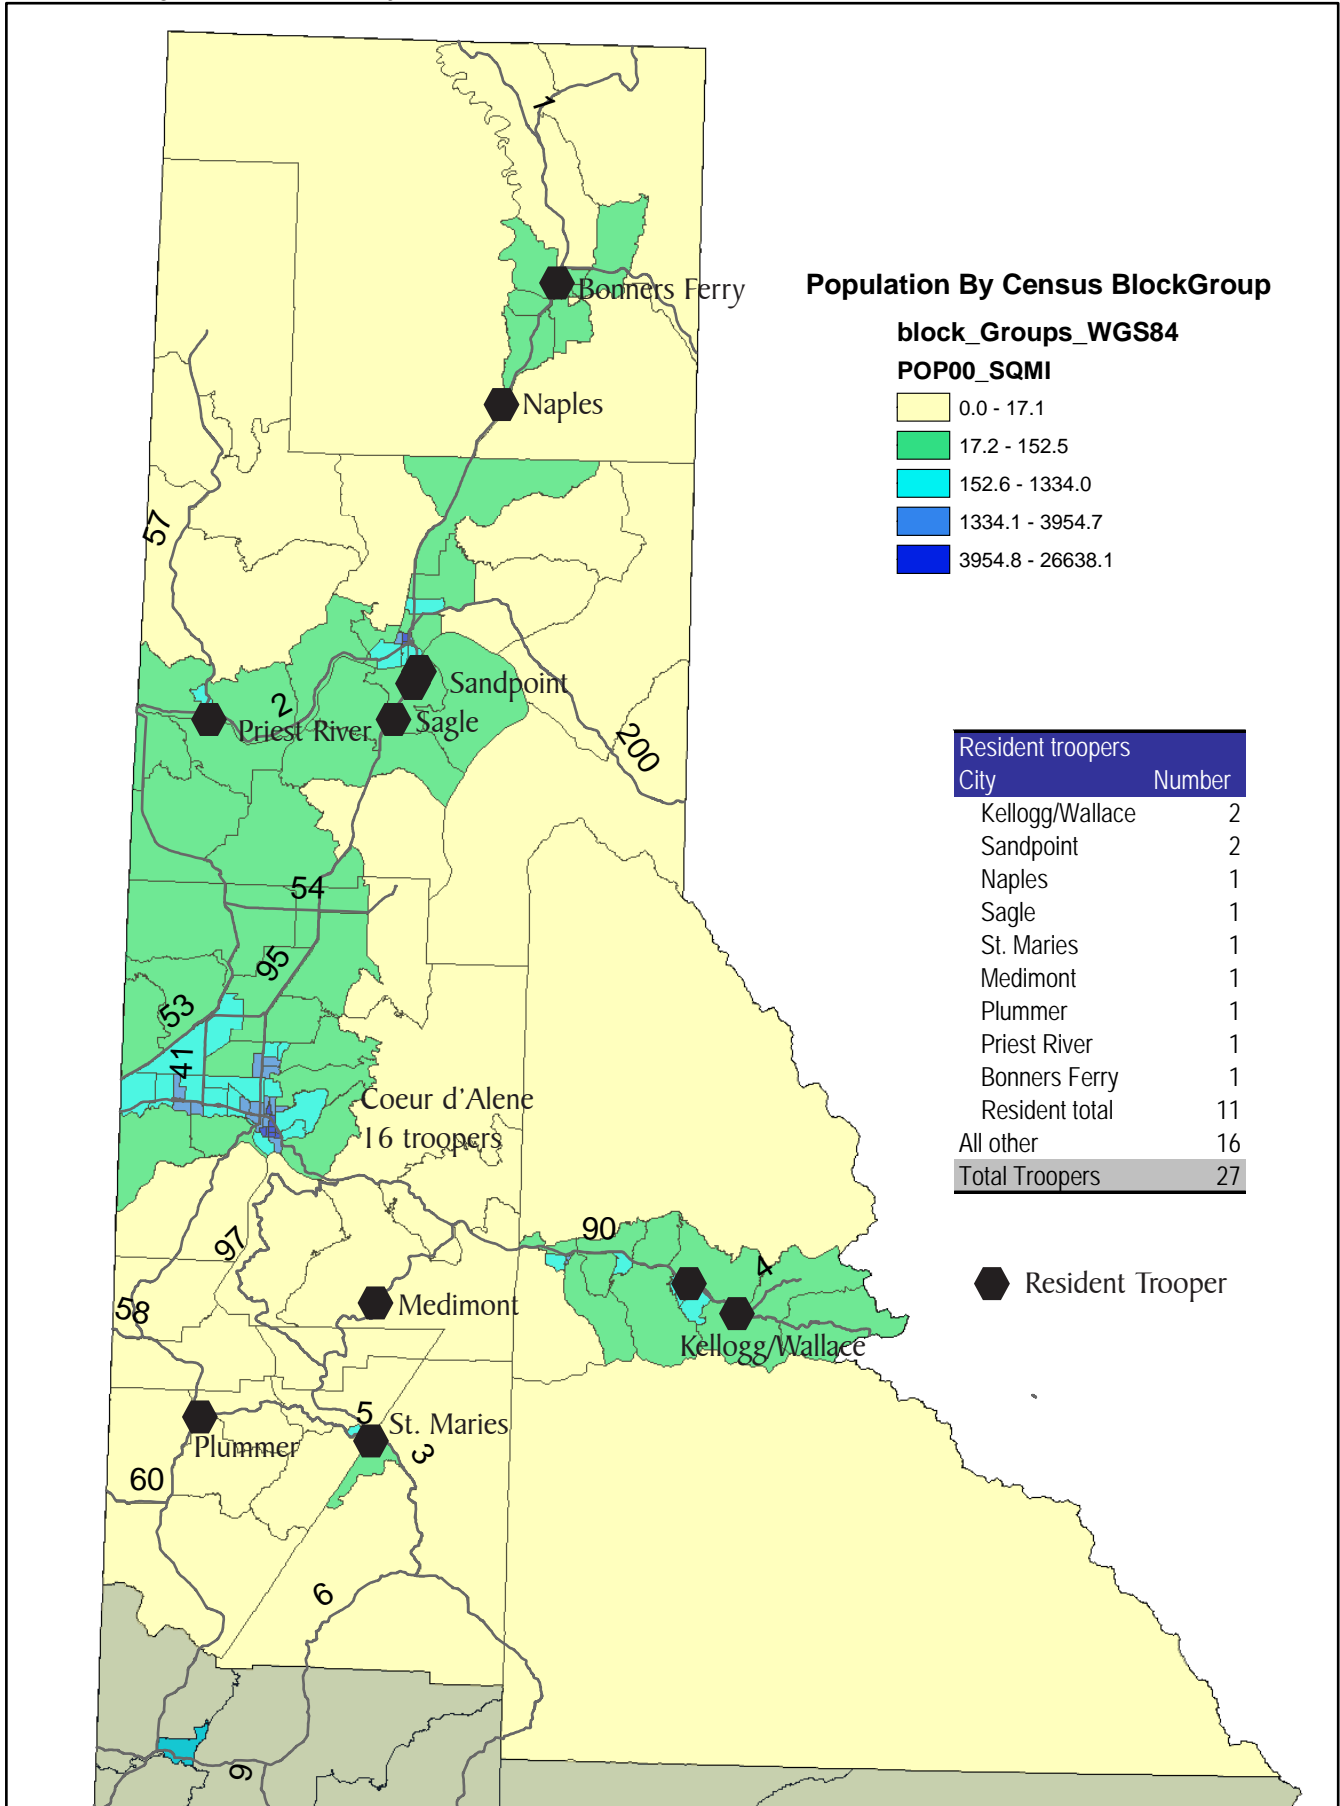 1
Bonners Ferry
Naples
57
Sandpoint
2
Priest River
Sagle
200
54
95
53
41
Coeur d'Alene
16 troopers
97
90
4
58
Medimont
Kellogg/Wallace
5
St. Maries
3
Plummer
60
6
9
Population By Census BlockGroup
block_Groups_WGS84
POP00_SQMI
0.0 - 17.1
17.2 - 152.5
152.6 - 1334.0
1334.1 - 3954.7
3954.8 - 26638.1
Resident troopers
City Number
Kellogg/Wallace 2
Sandpoint 2
Naples 1
Sagle 1
St. Maries 1
Medimont 1
Plummer 1
Priest River 1
Bonners Ferry 1
Resident total 11
All other 16
Total Troopers 27
Resident Trooper